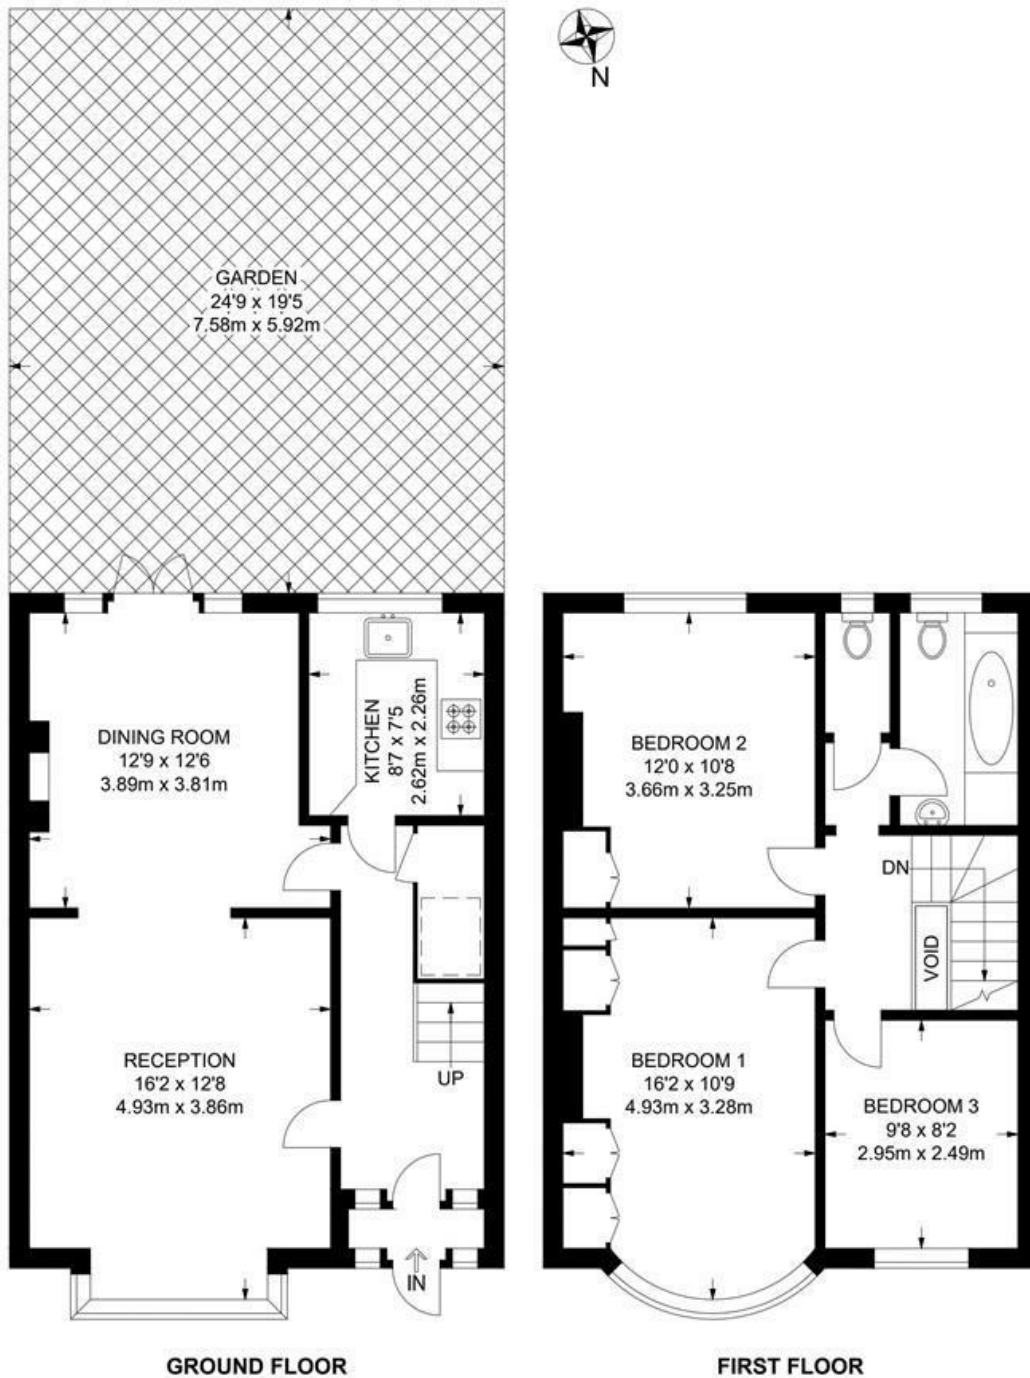 N
GARDEN
24'9 x 19'5
7.58m x 5.92m
DINING ROOM
12'9 x 12'6
3.89m x 3.81m
KITCHEN
8'7 x 7'5
2.62m x 2.26m
RECEPTION
16'2 x 12'8
4.93m x 3.86m
UP
IN
GROUND FLOOR
BEDROOM 2
12'0 x 10'8
3.66m x 3.25m
DN
VOID
BEDROOM 1
16'2 x 10'9
4.93m x 3.28m
BEDROOM 3
9'8 x 8'2
2.95m x 2.49m
FIRST FLOOR